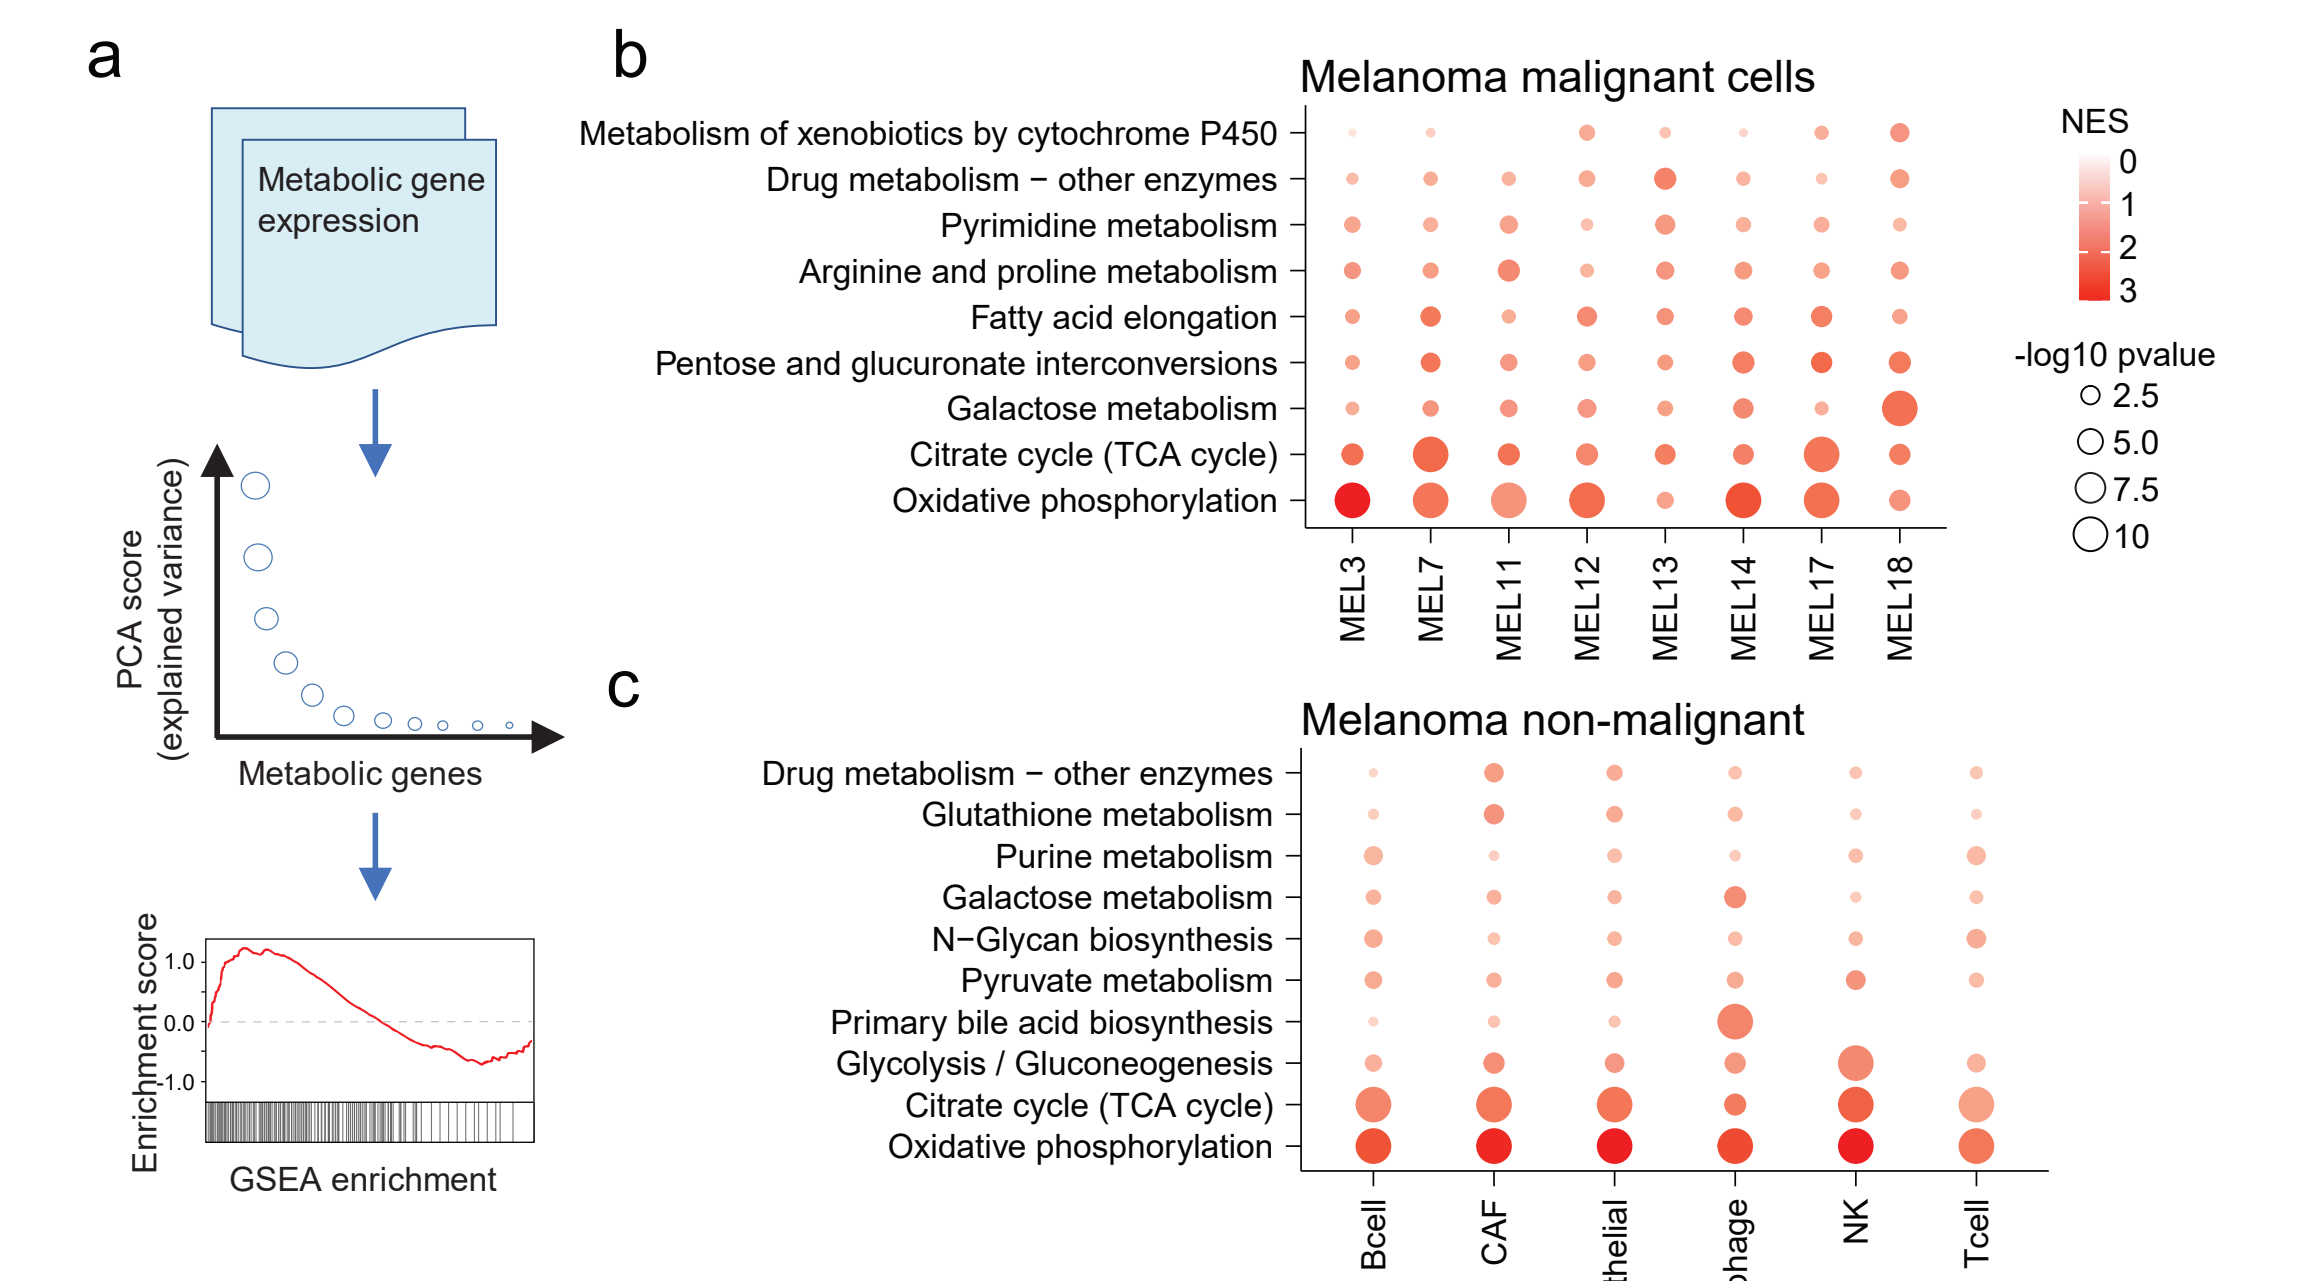 a
Metabolic gene
expression
PCA score
(explained variance)
Metabolic genes
Enrichment score
1.0
0.0
-1.0
GSEA enrichment
b
Melanoma malignant cells
Metabolism of xenobiotics by cytochrome P450
Drug metabolism − other enzymes
Pyrimidine metabolism
Arginine and proline metabolism
Fatty acid elongation
Pentose and glucuronate interconversions
Galactose metabolism
Citrate cycle (TCA cycle)
Oxidative phosphorylation
MEL3
MEL7
MEL11
MEL12
MEL13
MEL14
MEL17
MEL18
NES
0
1
2
3
-log10 pvalue
2.5
5.0
7.5
10
c
Melanoma non-malignant
Drug metabolism − other enzymes
Glutathione metabolism
Purine metabolism
Galactose metabolism
N−Glycan biosynthesis
Pyruvate metabolism
Primary bile acid biosynthesis
Glycolysis / Gluconeogenesis
Citrate cycle (TCA cycle)
Oxidative phosphorylation
Bcell
CAF
NK
Tcell